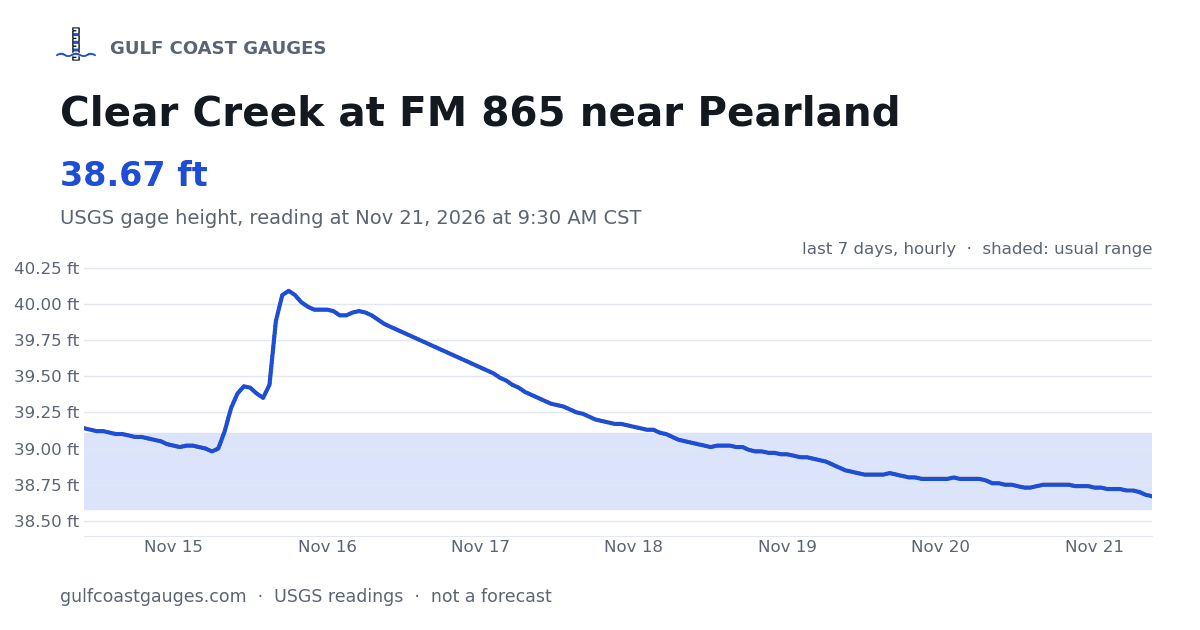 GULF COAST GAUGES
Clear Creek at FM 865 near Pearland
38.67 ft
USGS gage height, reading at Nov 21, 2026 at 9:30 AM CST
last 7 days, hourly · shaded: usual range
40.25 ft
40.00 ft
39.75 ft
39.50 ft
39.25 ft
39.00 ft
38.75 ft
38.50 ft
Nov 15 Nov 16 Nov 17 Nov 18 Nov 19 Nov 20 Nov 21
gulfcoastgauges.com · USGS readings · not a forecast